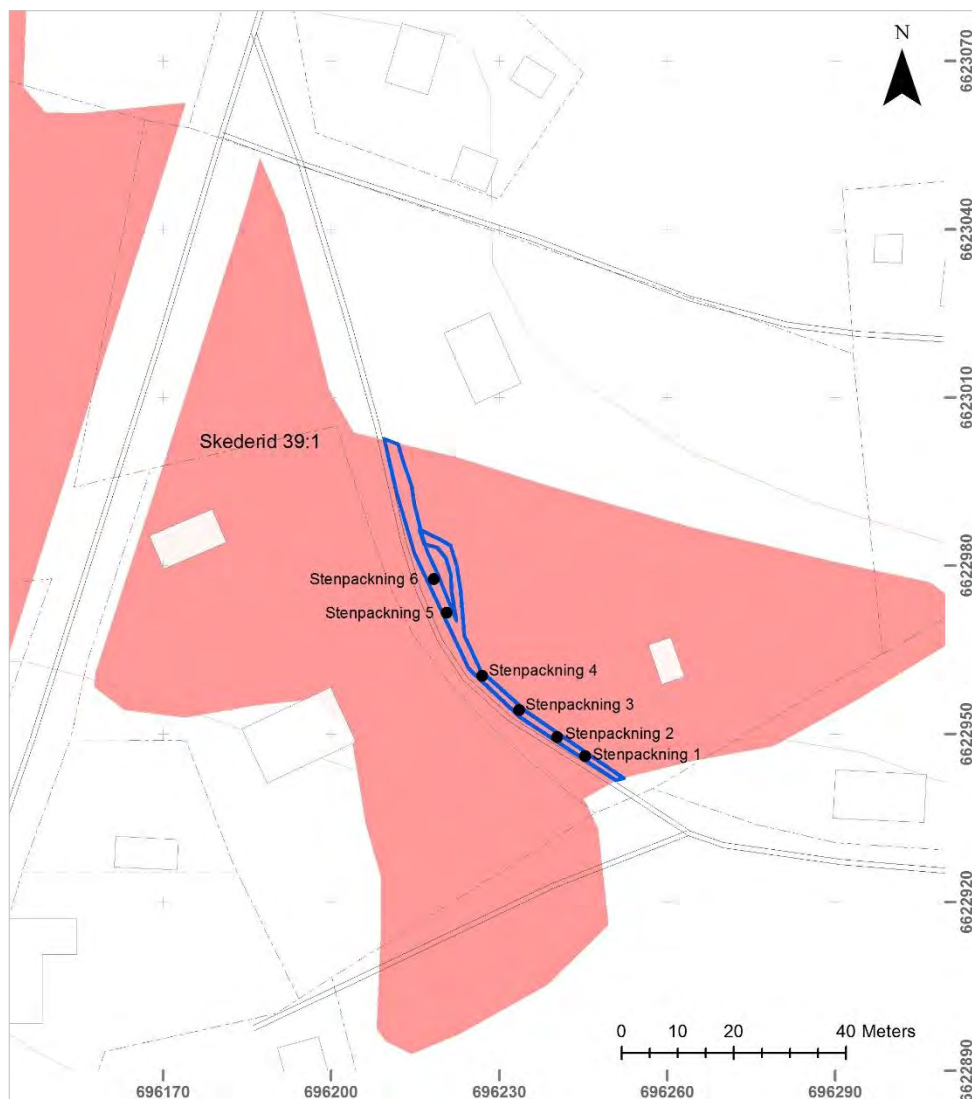 N
6623070
6623040
6623010
Skederid 39:1
6622980
Stenpackning 6
Stenpackning 5
Stenpackning 4
Stenpackning 3
6622950
Stenpackning 2
Stenpackning 1
6622920
0 10 20 40 Meters
6622890
696170 696200 696230 696260 696290